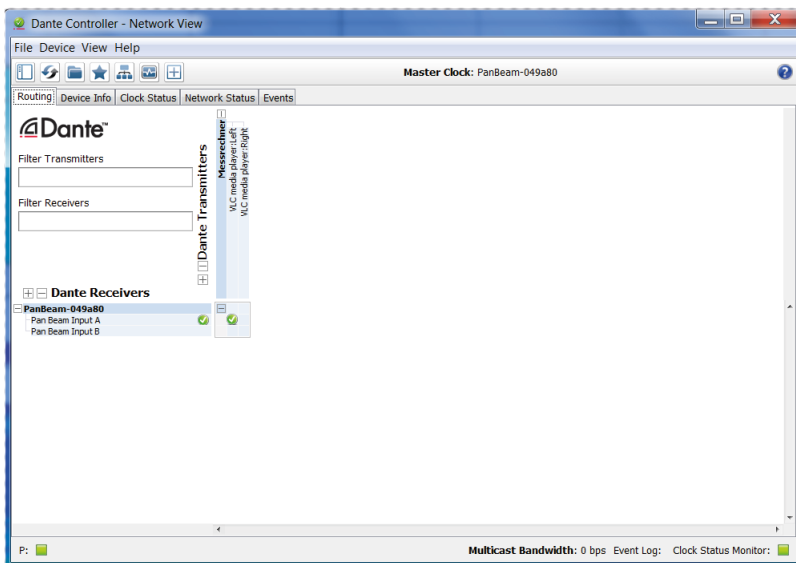 Dante Controller - Network View
File Device View Help
Master Clock: PanBeam-049a80
Routing Device Info Clock Status Network Status Events
Dante™
Filter Transmitters
Filter Receivers
Dante Transmitters
Messrechner
VLC media player:Left
VLC media player:Right
Dante Receivers
PanBeam-049a80
Pan Beam Input A
Pan Beam Input B
P:
Multicast Bandwidth: 0 bps Event Log: Clock Status Monitor: